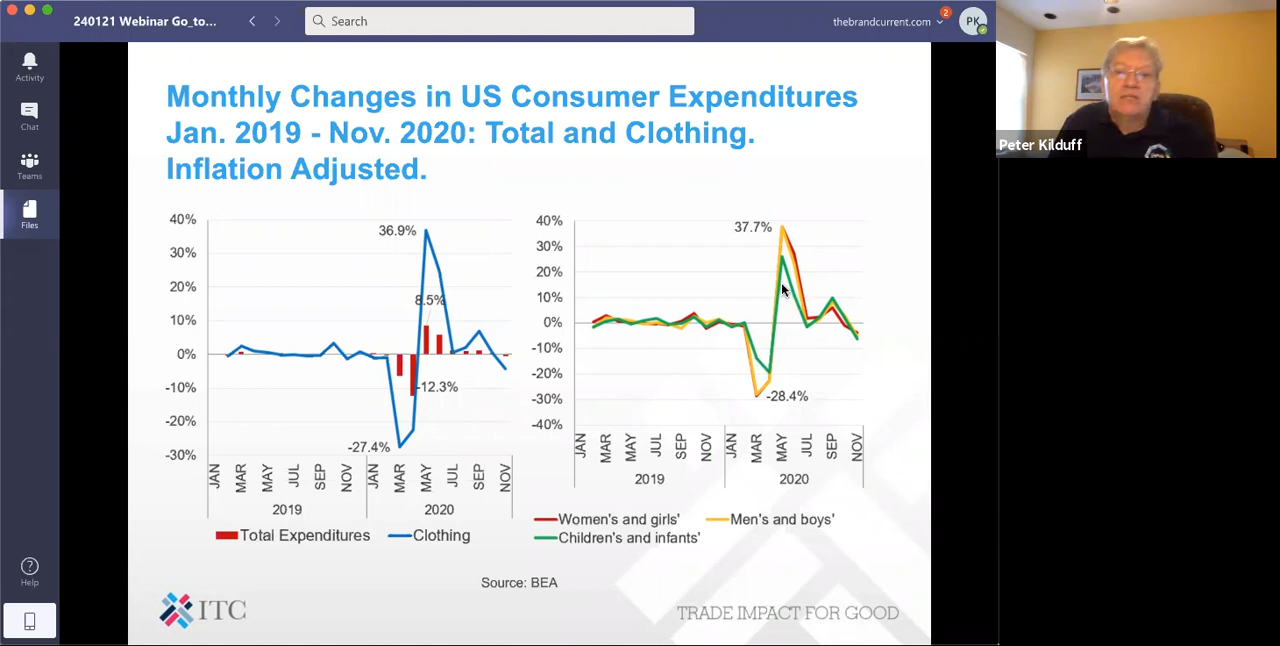 240121 Webinar Go_to...
Search
thebrandcurrent.com
2
PK
Activity
Chat
Teams
Files
Help
Peter Kilduff
Monthly Changes in US Consumer Expenditures
Jan. 2019 - Nov. 2020: Total and Clothing.
Inflation Adjusted.
40%
30%
20%
10%
0%
-10%
-20%
-30%
36.9%
8.5%
-12.3%
-27.4%
JAN MAR MAY JUL SEP NOV JAN MAR MAY JUL SEP NOV
2019 2020
Total Expenditures Clothing
40%
30%
20%
10%
0%
-10%
-20%
-30%
-40%
37.7%
-28.4%
JAN MAR MAY JUL SEP NOV JAN MAR MAY JUL SEP NOV
2019 2020
Women's and girls' Men's and boys'
Children's and infants'
Source: BEA
ITC
TRADE IMPACT FOR GOOD